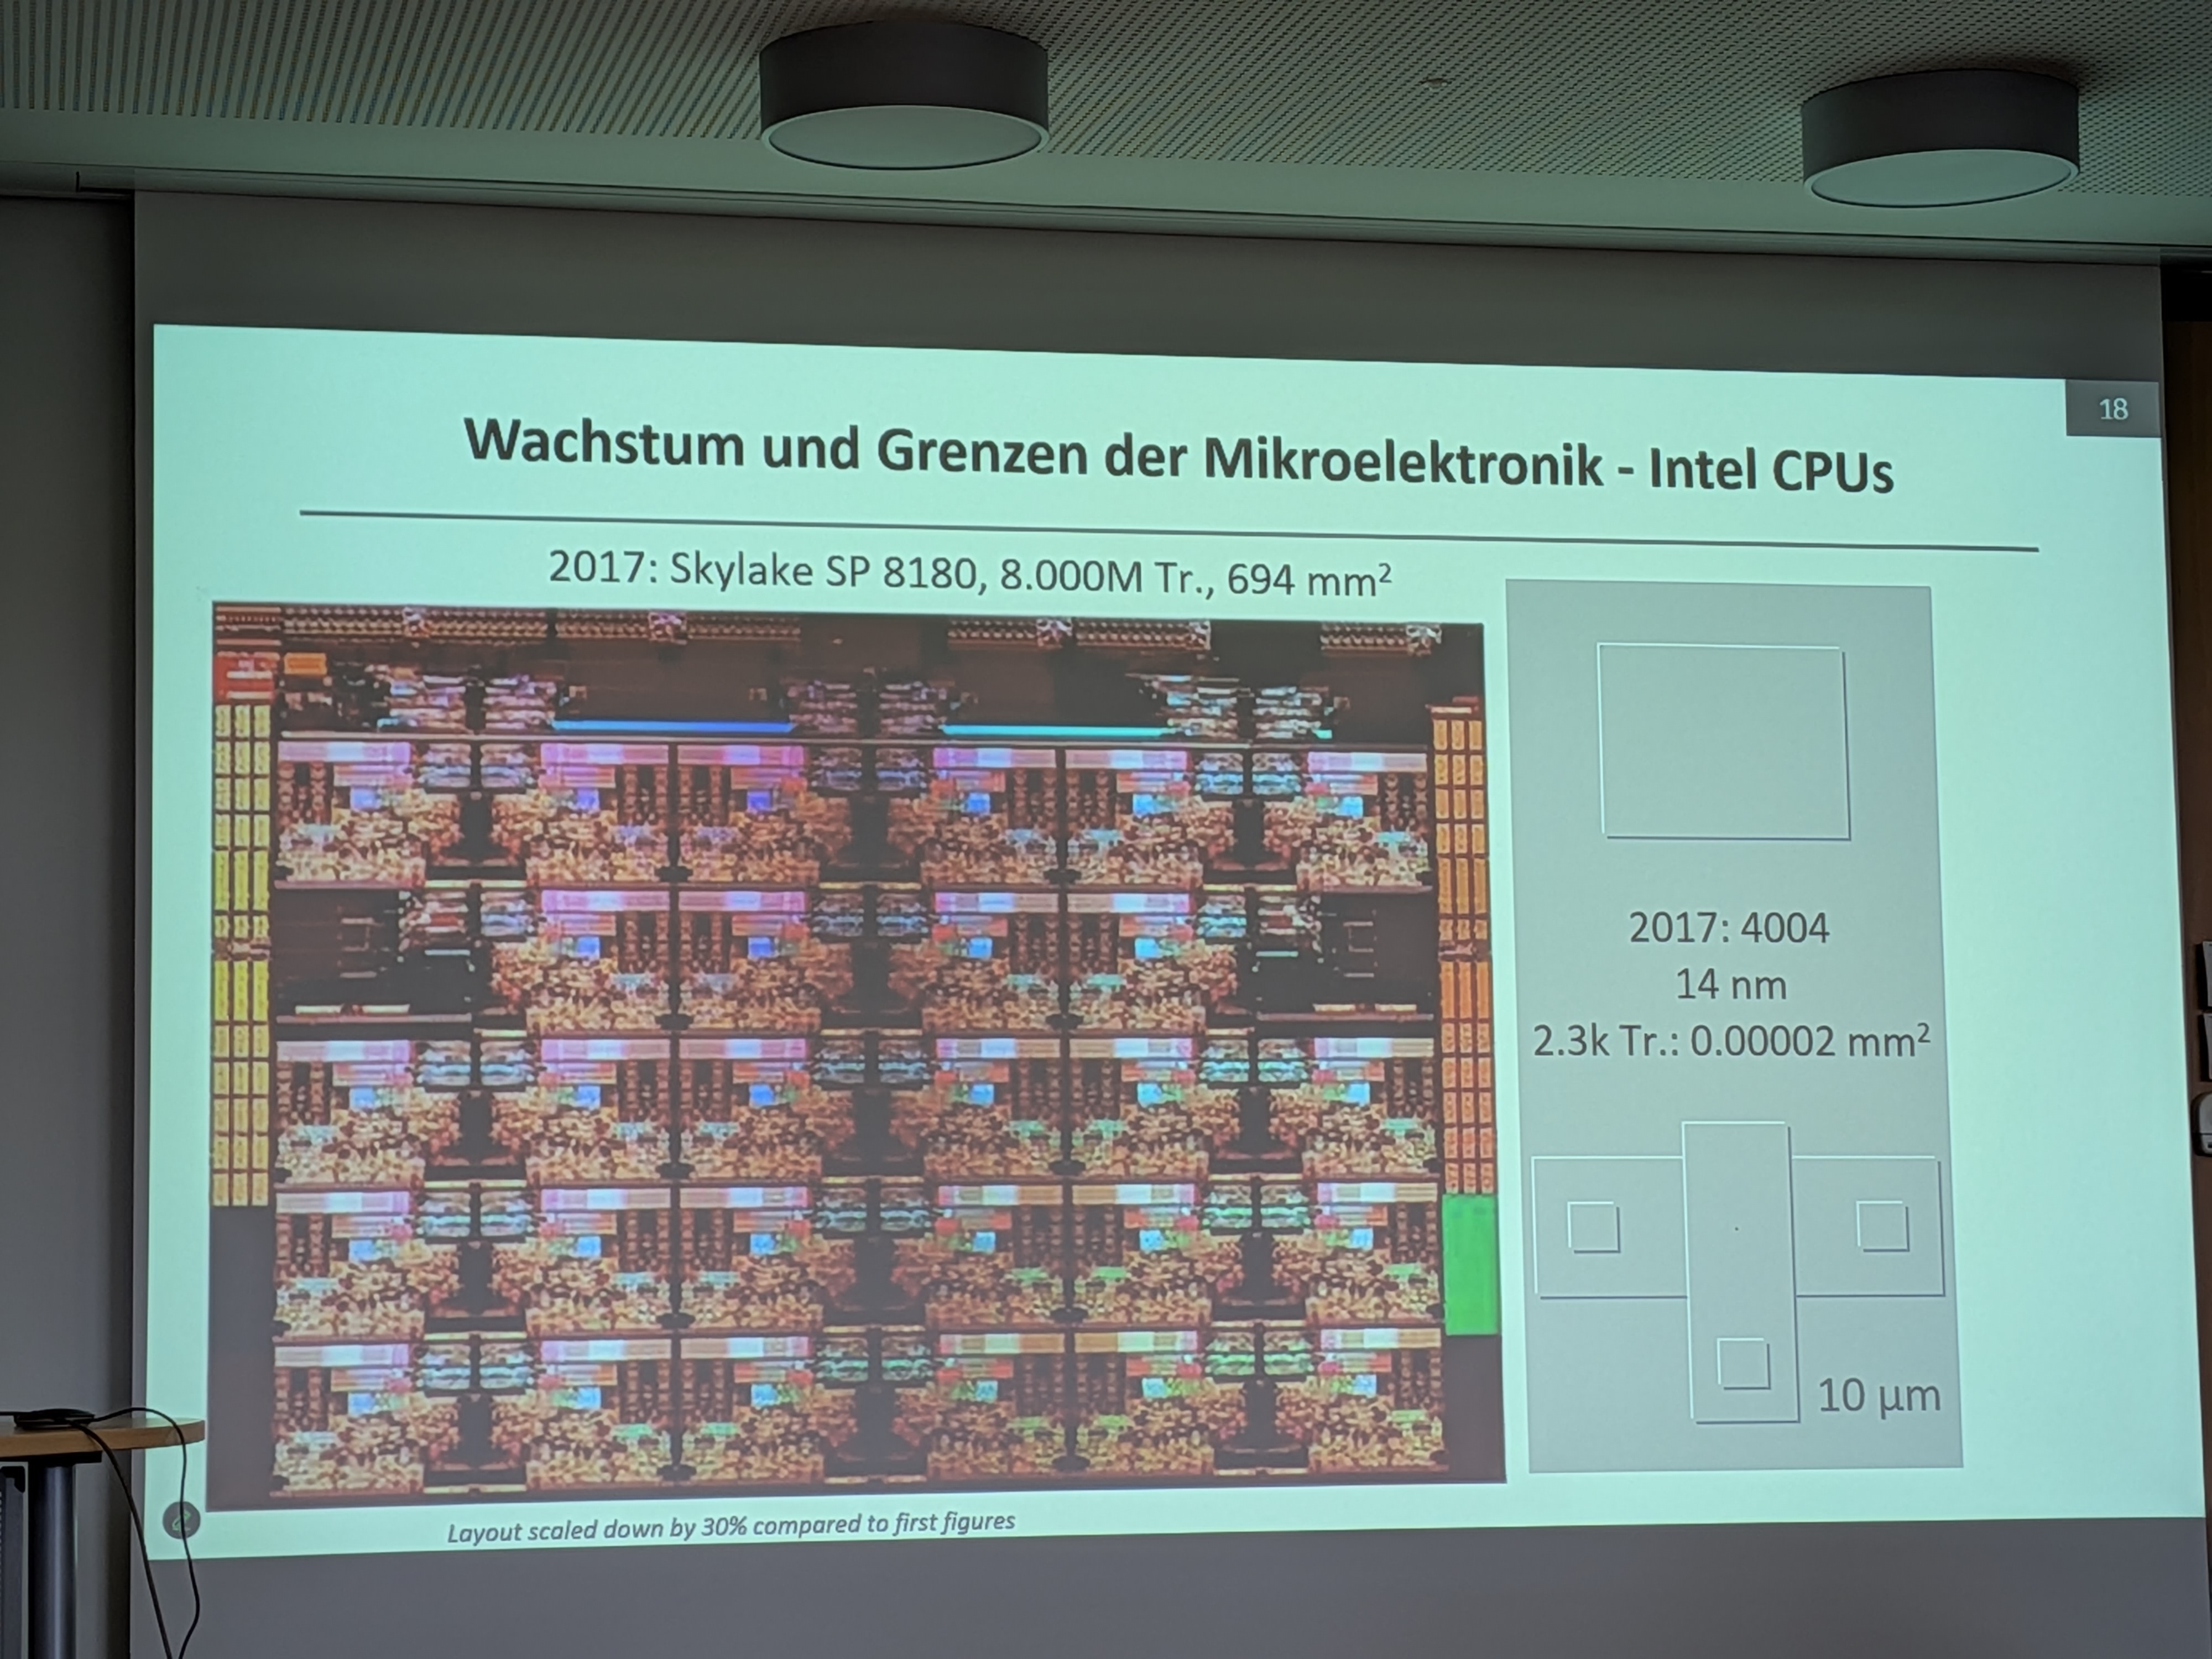 18
Wachstum und Grenzen der Mikroelektronik - Intel CPUs
2017: Skylake SP 8180, 8.000M Tr., 694 mm²
2017: 4004
14 nm
2.3k Tr.: 0.00002 mm²
10 µm
Layout scaled down by 30% compared to first figures